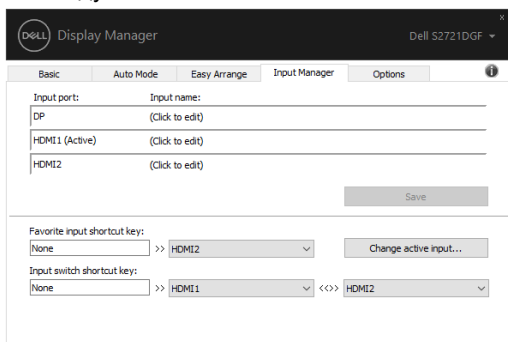 DELL Display Manager x
Dell S2721DGF
Basic Auto Mode Easy Arrange Input Manager Options i
Input port: Input name:
DP (Click to edit)
HDMI1 (Active) (Click to edit)
HDMI2 (Click to edit)
Save
Favorite input shortcut key:
None >> HDMI2 Change active input...
Input switch shortcut key:
None >> HDMI1 <<>> HDMI2